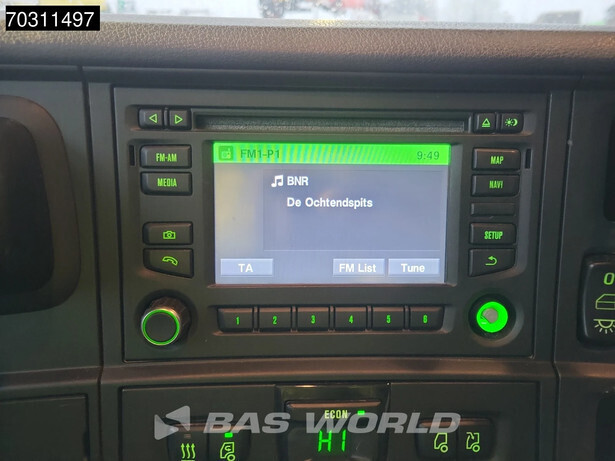 70311497
FM1-P1 9:49
FM-AM
MEDIA
BNR
De Ochtendspits
MAP
NAVI
SETUP
TA FM List Tune
1 2 3 4 5 6
ECON
HI
BAS WORLD